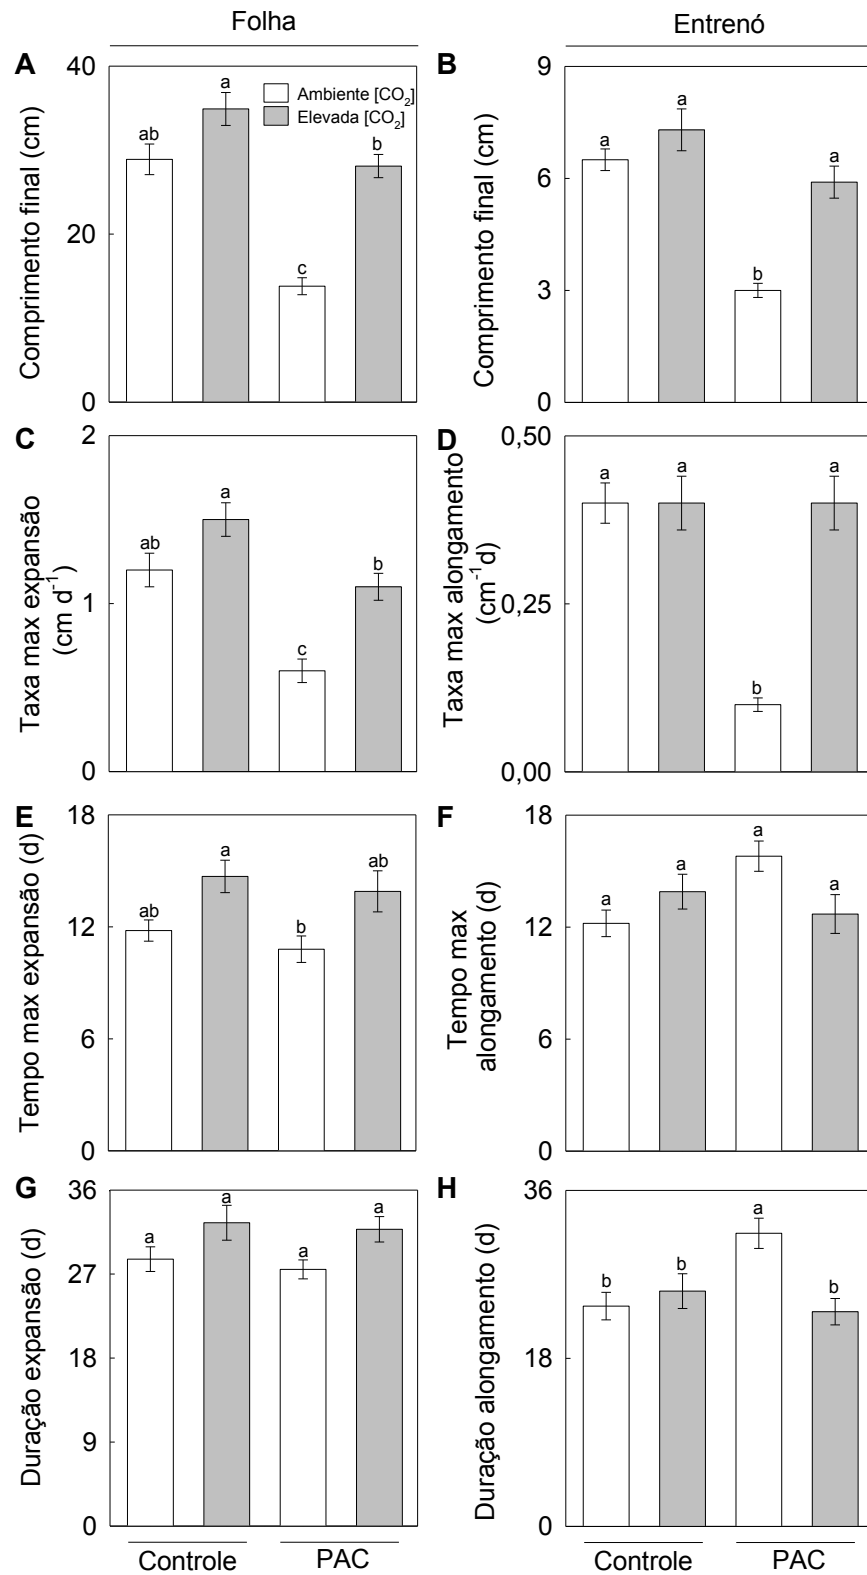 Folha
Entrenó
A
Comprimento final (cm)
40
20
0
Ambiente [CO₂]
Elevada [CO₂]
ab
a
c
b
B
Comprimento final (cm)
9
6
3
0
a
a
b
a
C
Taxa max expansão
(cm d⁻¹)
2
1
0
ab
a
c
b
D
Taxa max alongamento
(cm⁻¹d)
0,50
0,25
0,00
a
a
b
a
E
Tempo max expansão (d)
18
12
6
0
ab
a
b
ab
F
Tempo max
alongamento (d)
18
12
6
0
a
a
a
a
G
Duração expansão (d)
36
27
18
9
0
a
a
a
a
H
Duração alongamento (d)
36
18
0
b
b
a
b
Controle
PAC
Controle
PAC